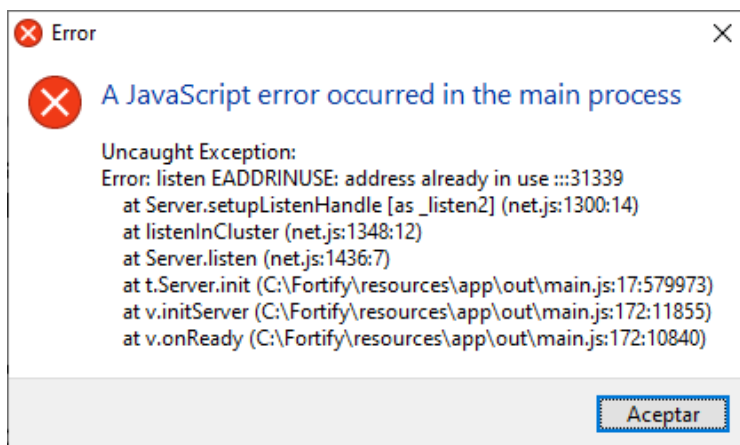 Error
A JavaScript error occurred in the main process
Uncaught Exception:
Error: listen EADDRINUSE: address already in use :::31339
at Server.setupListenHandle [as _listen2] (net.js:1300:14)
at listenInCluster (net.js:1348:12)
at Server.listen (net.js:1436:7)
at t.Server.init (C:\Fortify\resources\app\out\main.js:17:579973)
at v.initServer (C:\Fortify\resources\app\out\main.js:172:11855)
at v.onReady (C:\Fortify\resources\app\out\main.js:172:10840)
Aceptar